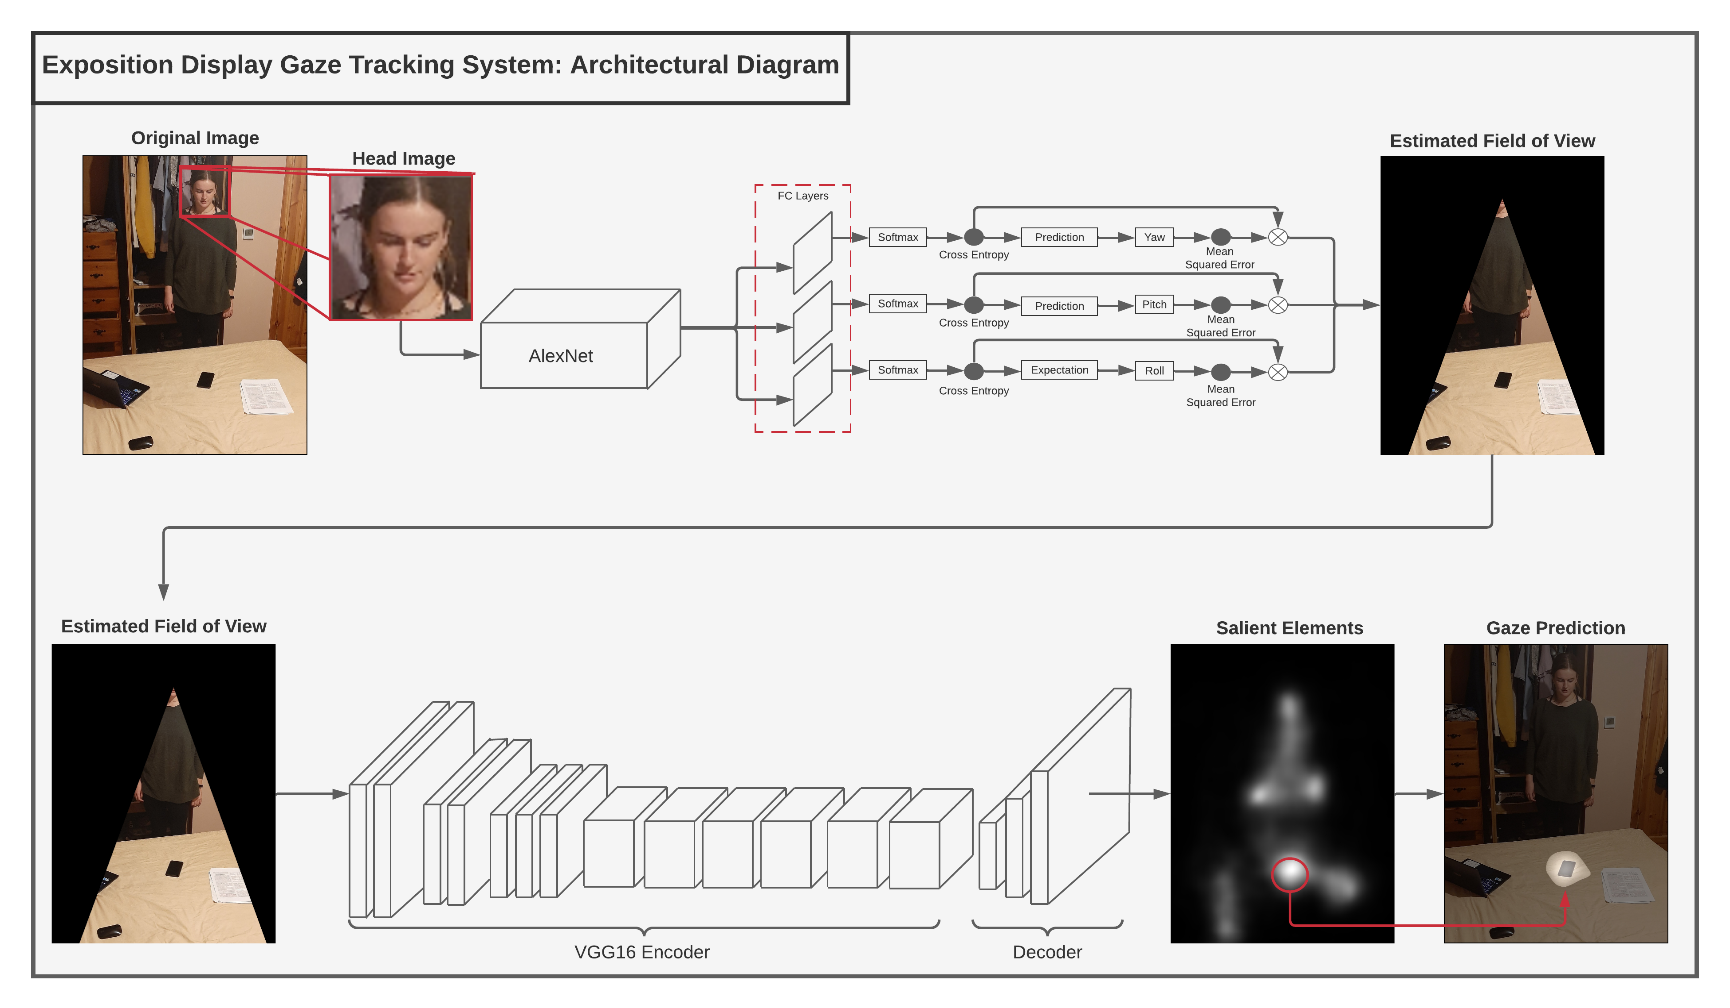 Exposition Display Gaze Tracking System: Architectural Diagram
Original Image
Head Image
Estimated Field of View
FC Layers
Softmax
Cross Entropy
Prediction
Yaw
Mean
Squared Error
Softmax
Cross Entropy
Prediction
Pitch
Mean
Squared Error
Softmax
Cross Entropy
Expectation
Roll
Mean
Squared Error
AlexNet
Estimated Field of View
VGG16 Encoder
Decoder
Salient Elements
Gaze Prediction